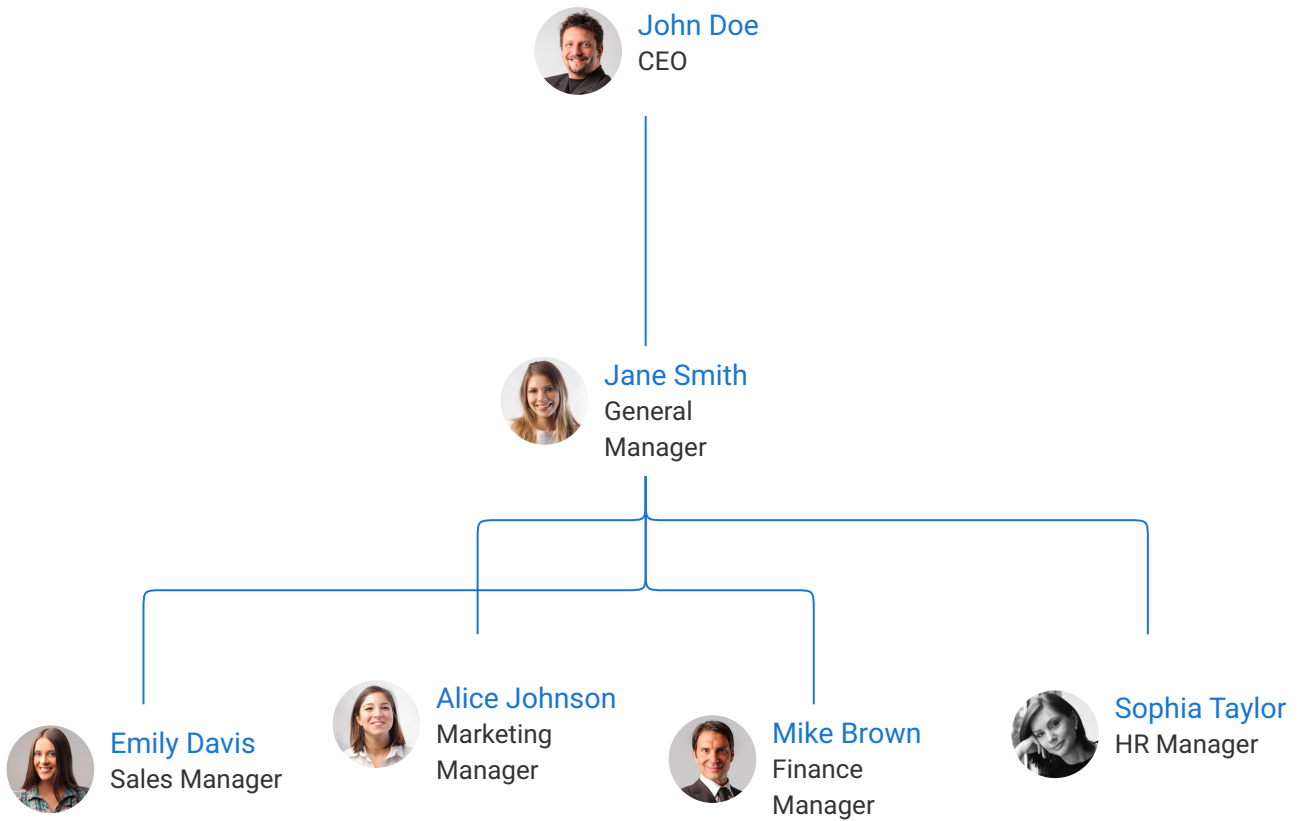 John Doe
CEO
Jane Smith
General
Manager
Emily Davis
Sales Manager
Alice Johnson
Marketing
Manager
Mike Brown
Finance
Manager
Sophia Taylor
HR Manager